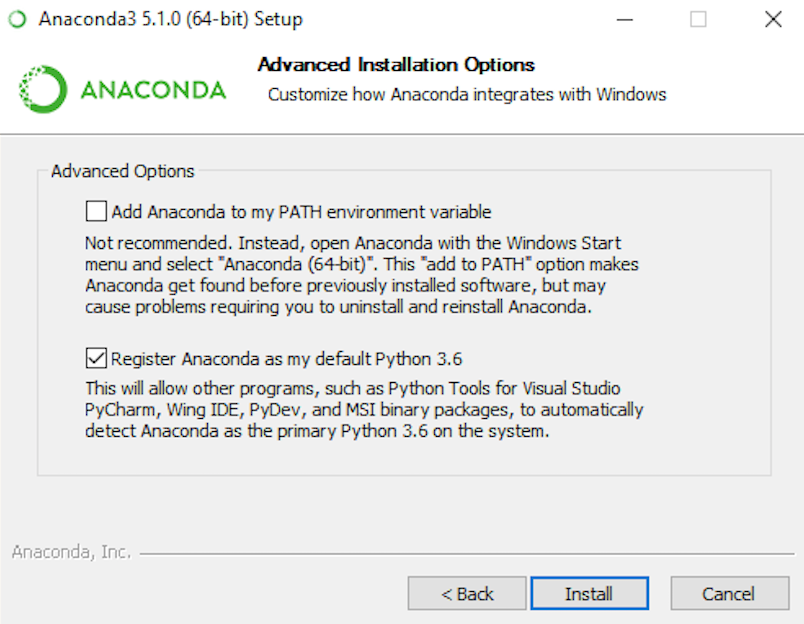 Anaconda3 5.1.0 (64-bit) Setup
ANACONDA
Advanced Installation Options
Customize how Anaconda integrates with Windows
Advanced Options
Add Anaconda to my PATH environment variable
Not recommended. Instead, open Anaconda with the Windows Start
menu and select "Anaconda (64-bit)". This "add to PATH" option makes
Anaconda get found before previously installed software, but may
cause problems requiring you to uninstall and reinstall Anaconda.
Register Anaconda as my default Python 3.6
This will allow other programs, such as Python Tools for Visual Studio
PyCharm, Wing IDE, PyDev, and MSI binary packages, to automatically
detect Anaconda as the primary Python 3.6 on the system.
Anaconda, Inc.
< Back
Install
Cancel